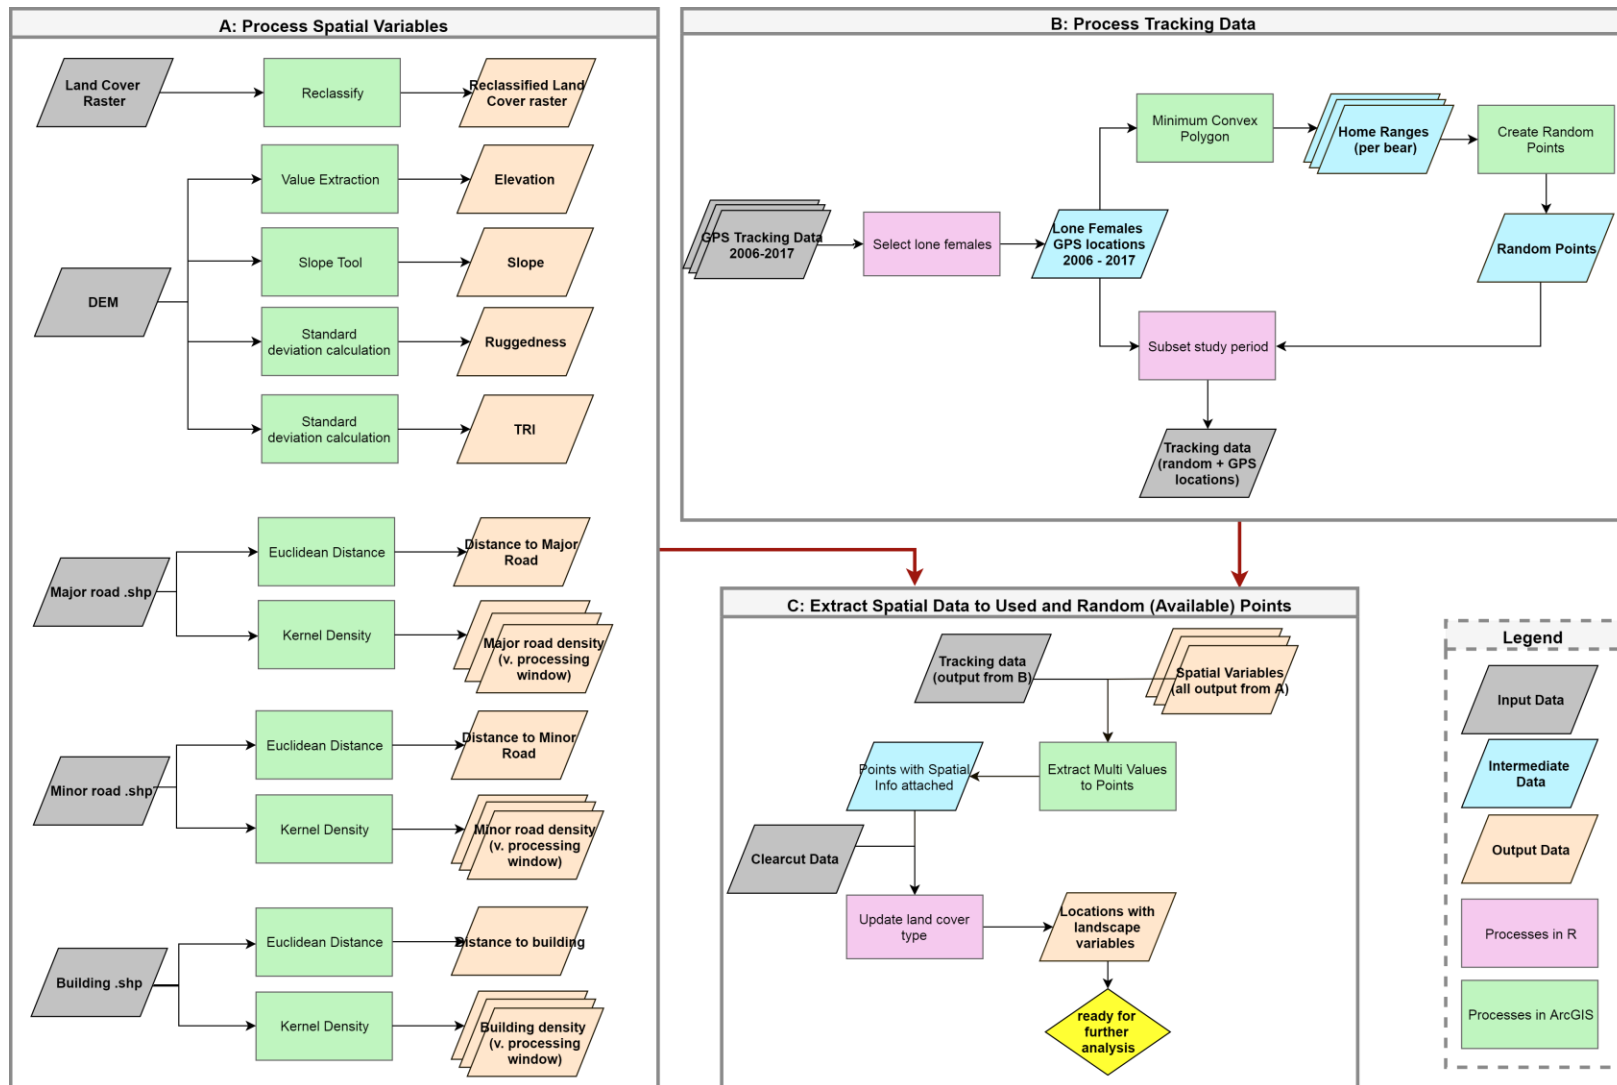 A: Process Spatial Variables
Land Cover
Raster
Reclassify
Reclassified Land
Cover raster
DEM
Value Extraction
Elevation
Slope Tool
Slope
Standard
deviation calculation
Ruggedness
Standard
deviation calculation
TRI
Major road .shp
Euclidean Distance
Distance to Major
Road
Kernel Density
Major road density
(v. processing
window)
Minor road .shp
Euclidean Distance
Distance to Minor
Road
Kernel Density
Minor road density
(v. processing
window)
Building .shp
Euclidean Distance
Distance to building
Kernel Density
Building density
(v. processing
window)
B: Process Tracking Data
GPS Tracking Data
2006-2017
Select lone females
Lone Females
GPS locations
2006 - 2017
Minimum Convex
Polygon
Home Ranges
(per bear)
Create Random
Points
Random Points
Subset study period
Tracking data
(random + GPS
locations)
C: Extract Spatial Data to Used and Random (Available) Points
Tracking data
(output from B)
Spatial Variables
(all output from A)
Extract Multi Values
to Points
Points with Spatial
Info attached
Clearcut Data
Update land cover
type
Locations with
landscape
variables
ready for
further
analysis
Legend
Input Data
Intermediate
Data
Output Data
Processes in R
Processes in ArcGIS